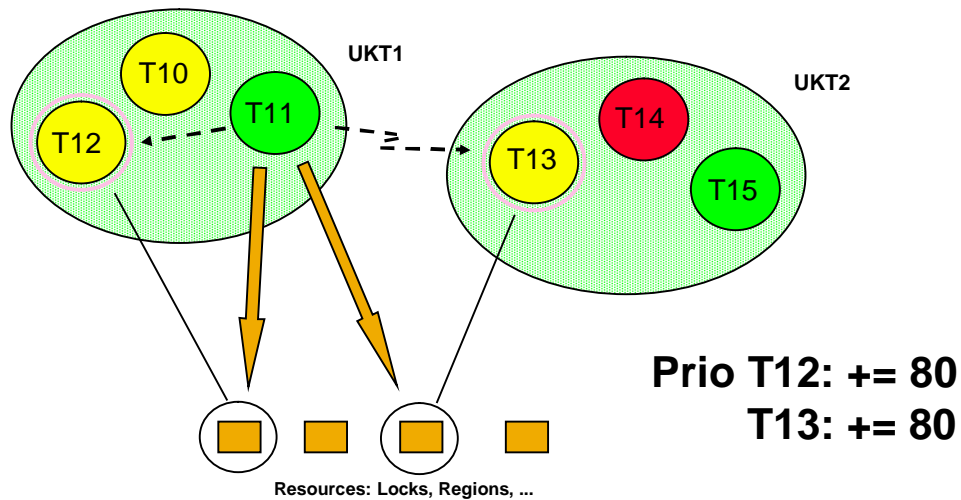 UKT1
T10
T11
T12
UKT2
T14
T13
T15
Prio T12: += 80
T13: += 80
Resources: Locks, Regions, ...